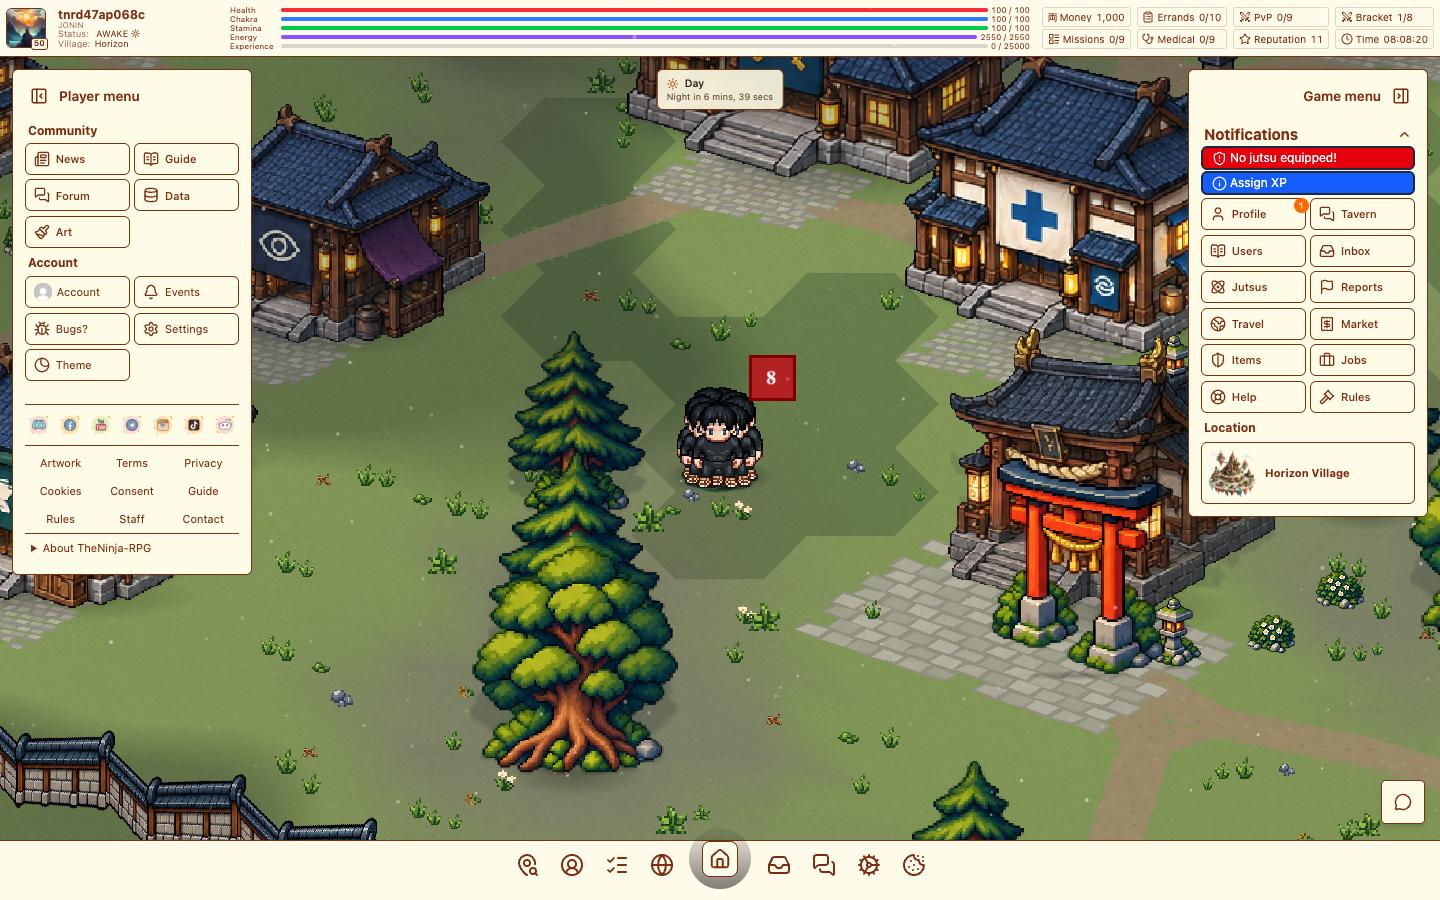 tnrd47ap068c
JONIN
Status: AWAKE
Village: Horizon
50
Health 100 / 100
Chakra 100 / 100
Stamina 100 / 100
Energy 2550 / 2550
Experience 0 / 25000
Money 1,000
Errands 0/10
PvP 0/9
Bracket 1/8
Missions 0/9
Medical 0/9
Reputation 11
Time 08:08:20
Day
Night in 6 mins, 39 secs
Player menu
Community
News
Guide
Forum
Data
Art
Account
Account
Events
Bugs?
Settings
Theme
Artwork
Terms
Privacy
Cookies
Consent
Guide
Rules
Staff
Contact
About TheNinja-RPG
8
Game menu
Notifications
No jutsu equipped!
Assign XP
Profile
1
Tavern
Users
Inbox
Jutsus
Reports
Travel
Market
Items
Jobs
Help
Rules
Location
Horizon Village